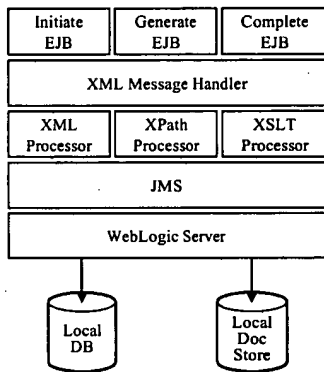 Initiate Generate Complete
EJB EJB EJB
XML Message Handler
XML XPath XSLT
Processor Processor Processor
JMS
WebLogic Server
Local Local
DB Doc
Store